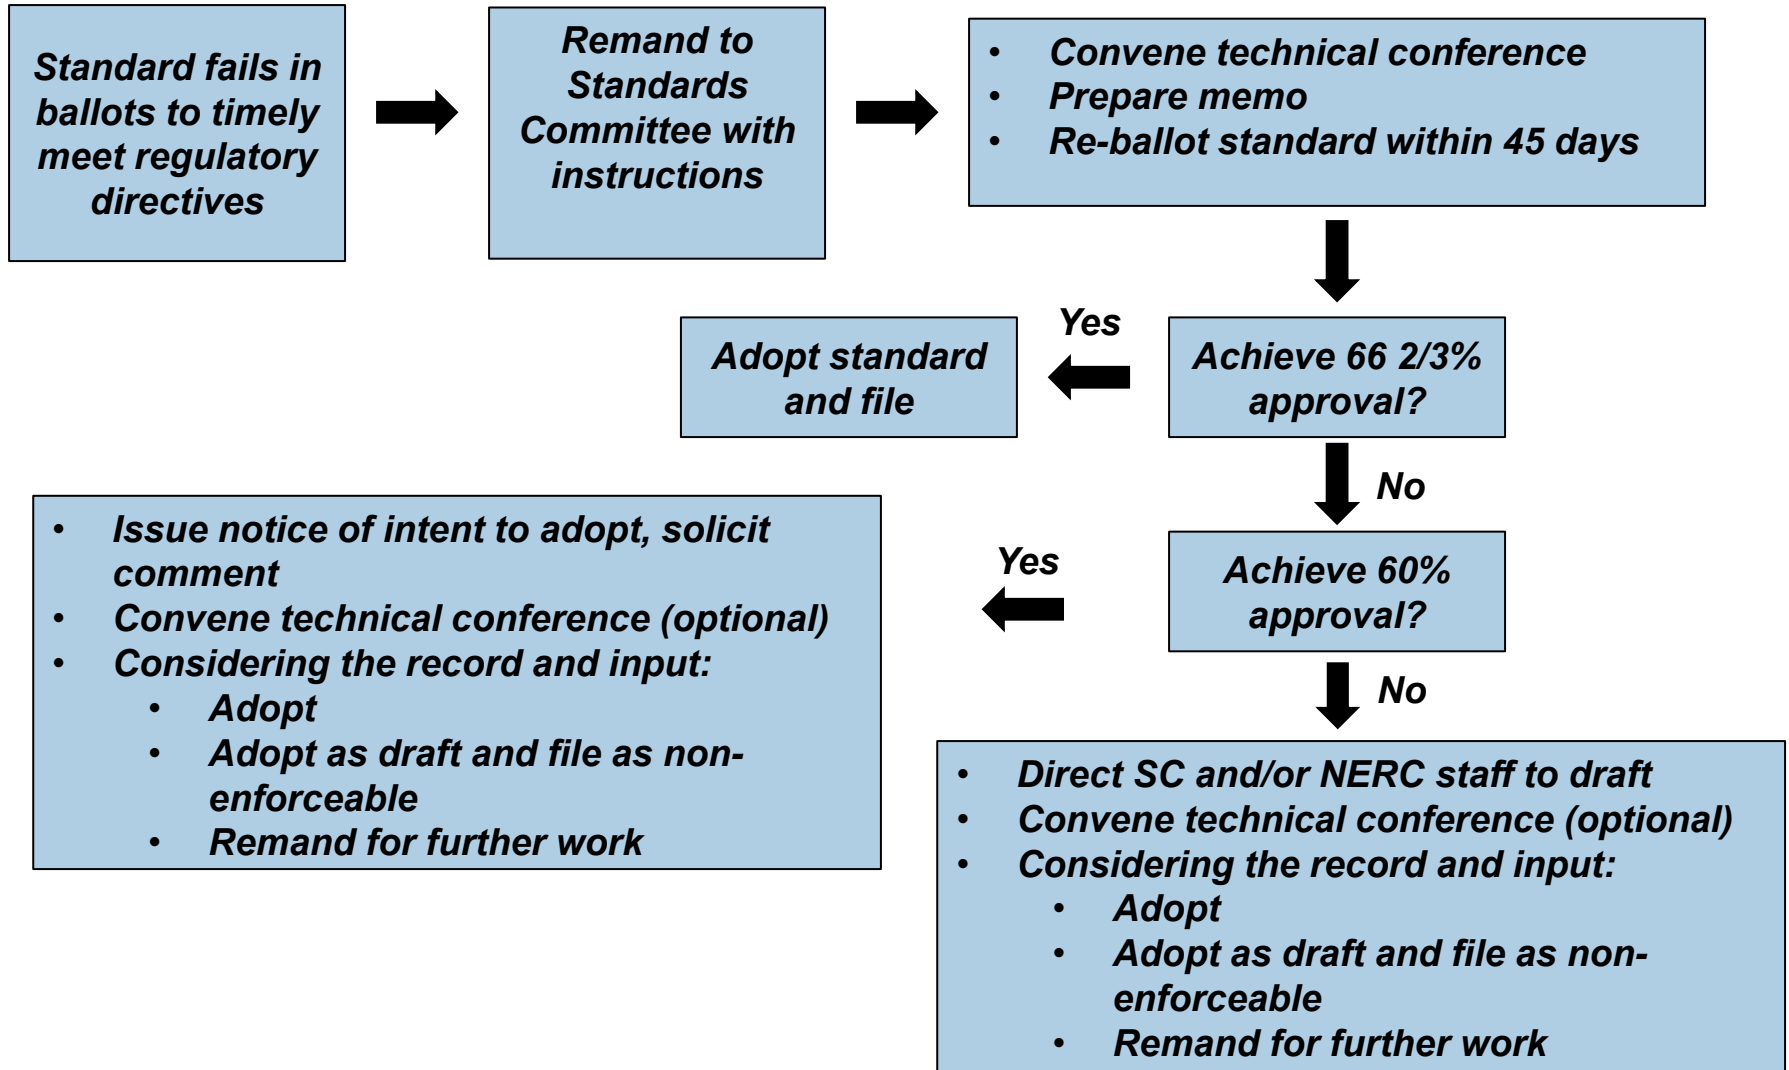 Standard fails in
ballots to timely
meet regulatory
directives
Remand to
Standards
Committee with
instructions
• Convene technical conference
• Prepare memo
• Re-ballot standard within 45 days
Achieve 66 2/3%
approval?
Yes
Adopt standard
and file
No
Achieve 60%
approval?
Yes
• Issue notice of intent to adopt, solicit
comment
• Convene technical conference (optional)
• Considering the record and input:
• Adopt
• Adopt as draft and file as non-
enforceable
• Remand for further work
No
• Direct SC and/or NERC staff to draft
• Convene technical conference (optional)
• Considering the record and input:
• Adopt
• Adopt as draft and file as non-
enforceable
• Remand for further work